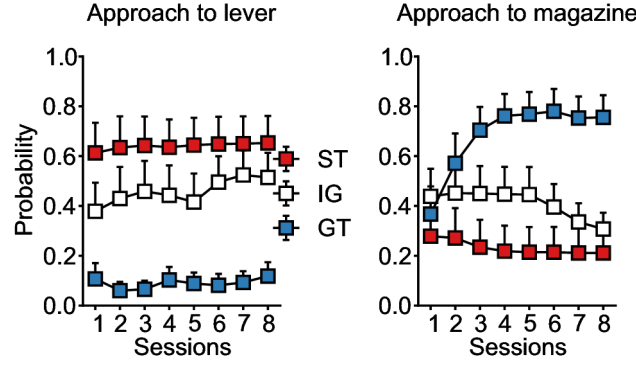 Approach to lever
Probability
1.0
0.8
0.6
0.4
0.2
0.0
1 2 3 4 5 6 7 8
Sessions
ST
IG
GT
Approach to magazine
1.0
0.8
0.6
0.4
0.2
0.0
1 2 3 4 5 6 7 8
Sessions